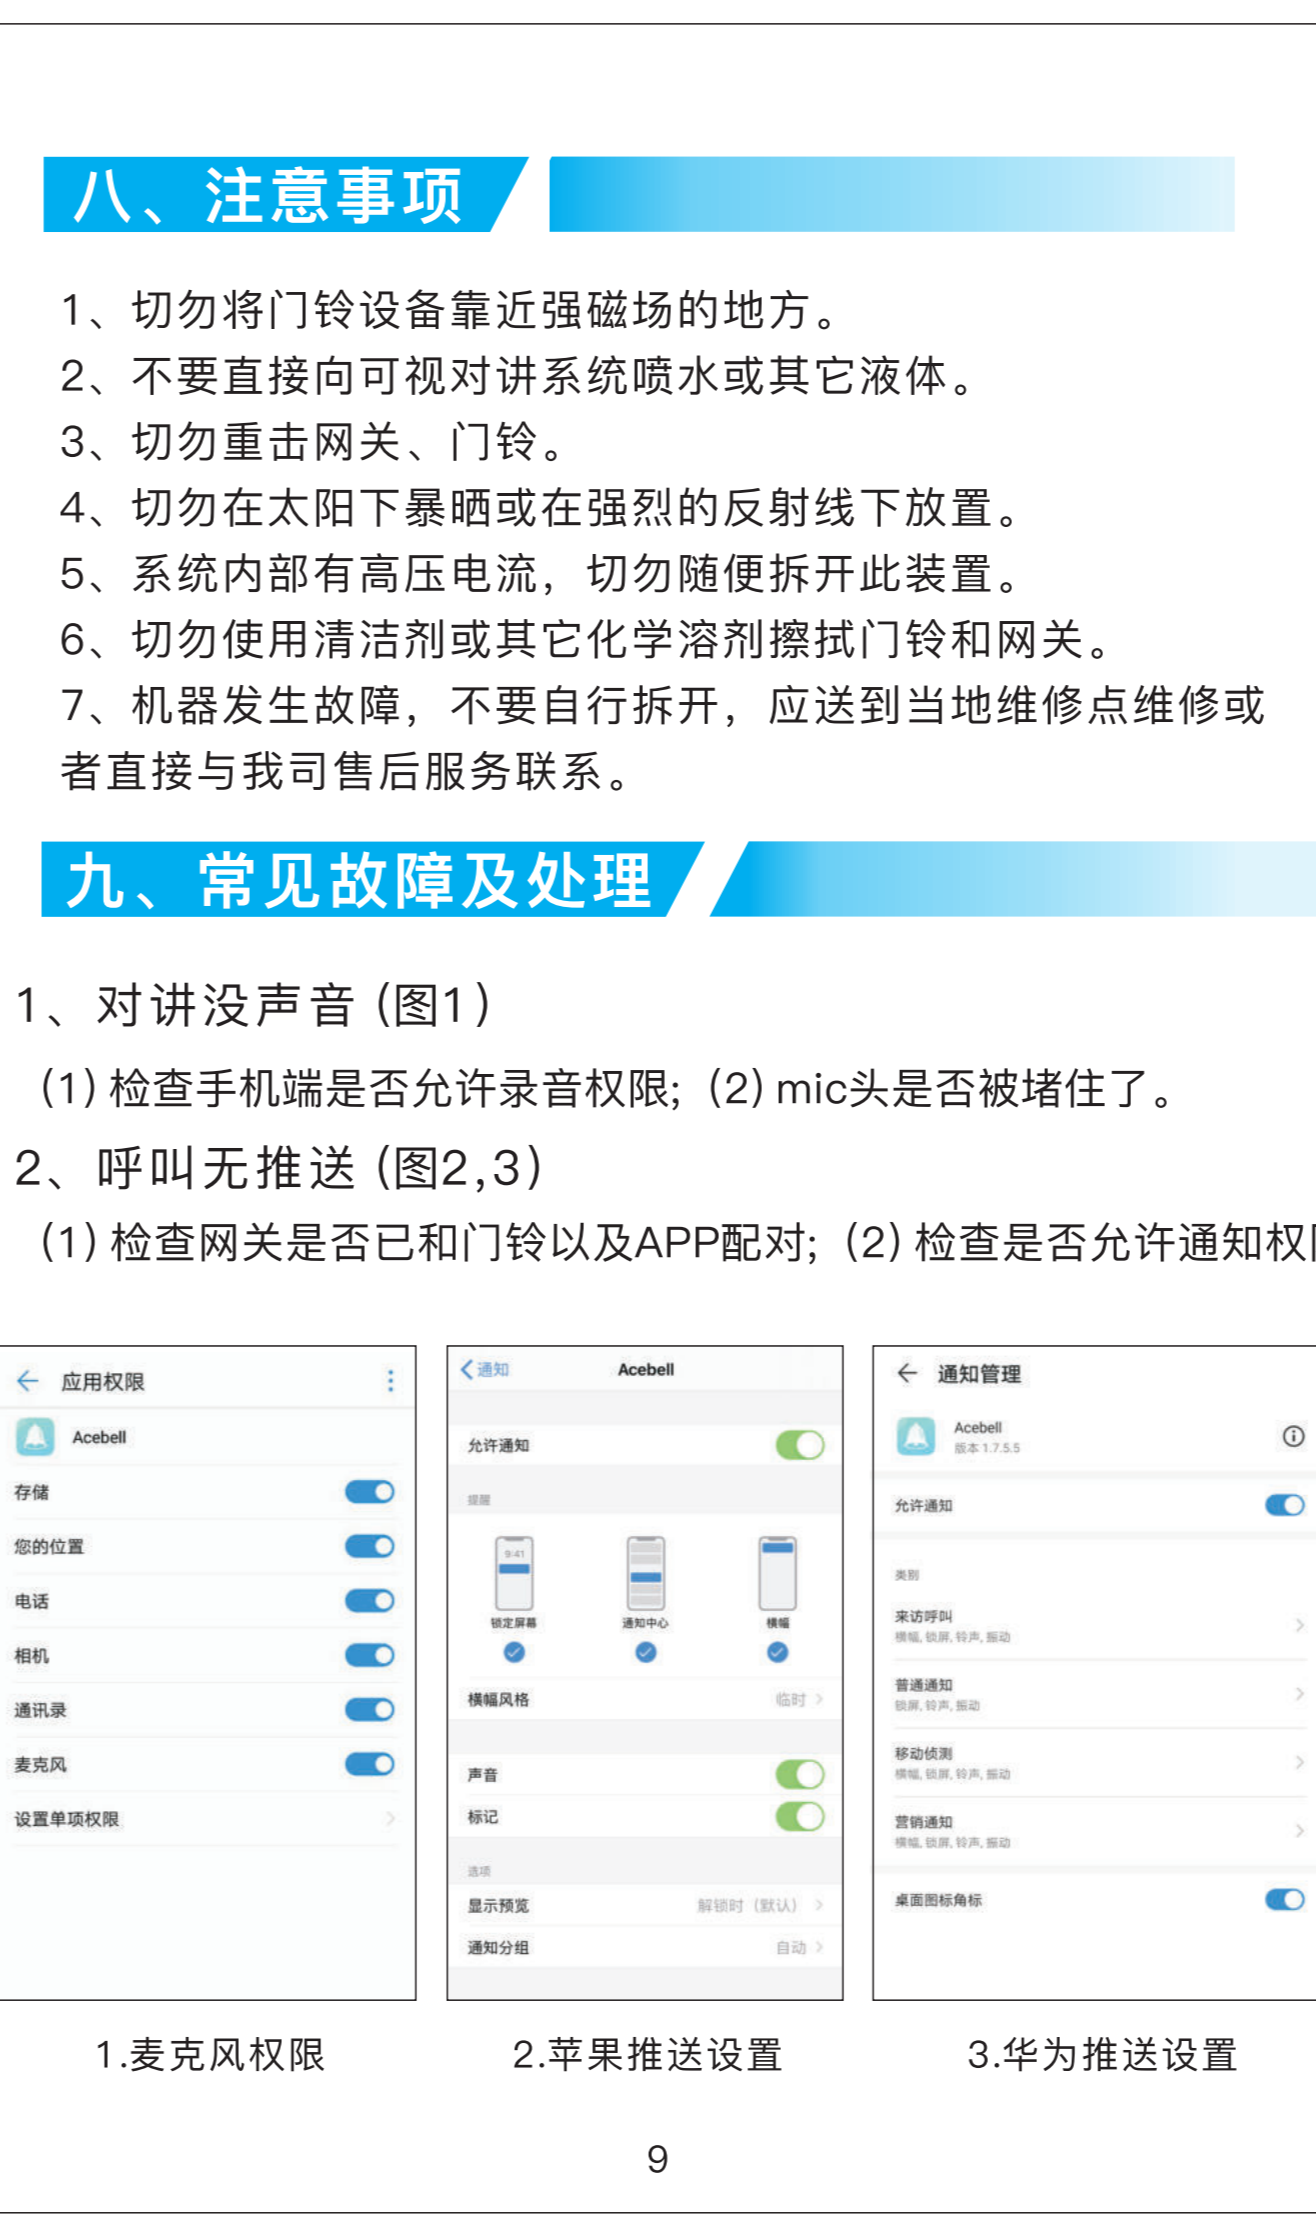 八、注意事项
1、切勿将门铃设备靠近强磁场的地方。
2、不要直接向可视对讲系统喷水或其它液体。
3、切勿重击网关、门铃。
4、切勿在太阳下暴晒或在强烈的反射线下放置。
5、系统内部有高压电流，切勿随便拆开此装置。
6、切勿使用清洁剂或其它化学溶剂擦拭门铃和网关。
7、机器发生故障，不要自行拆开，应送到当地维修点维修或
者直接与我司售后服务联系。
九、常见故障及处理
1、对讲没声音(图1)
(1)检查手机端是否允许录音权限;(2)mic头是否被堵住了。
2、呼叫无推送(图2,3)
(1)检查网关是否已和门铃以及APP配对;(2)检查是否允许通知权
应用权限
Acebell
存储
您的位置
电话
相机
通讯录
麦克风
设置单项权限
1.麦克风权限
通知 Acebell
允许通知
提醒
9:41
锁定屏幕 通知中心 横幅
横幅风格 临时
声音
标记
选项
显示预览 解锁时（默认）
通知分组 自动
2.苹果推送设置
通知管理
Acebell
版本 1.7.5.5
允许通知
类别
来访呼叫
横幅, 锁屏, 铃声, 振动
普通通知
锁屏, 铃声, 振动
移动侦测
横幅, 锁屏, 铃声, 振动
营销通知
横幅, 锁屏, 铃声, 振动
桌面图标角标
3.华为推送设置
9